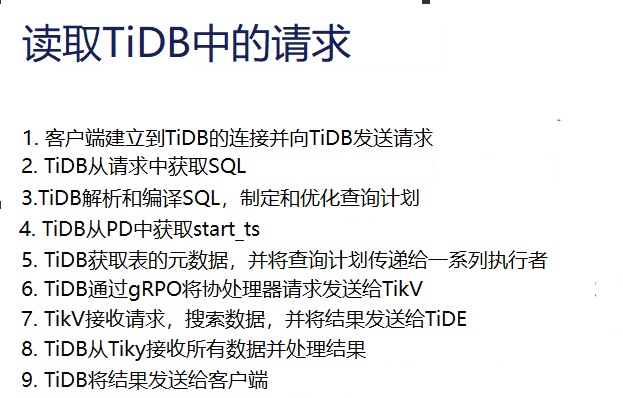 读取TiDB中的请求
1. 客户端建立到TiDB的连接并向TiDB发送请求
2. TiDB从请求中获取SQL
3.TiDB解析和编译SQL，制定和优化查询计划
4. TiDB从PD中获取start_ts
5. TiDB获取表的元数据，并将查询计划传递给一系列执行者
6. TiDB通过gRPO将协处理器请求发送给TikV
7. TikV接收请求，搜索数据，并将结果发送给TiDE
8. TiDB从Tiky接收所有数据并处理结果
9. TiDB将结果发送给客户端